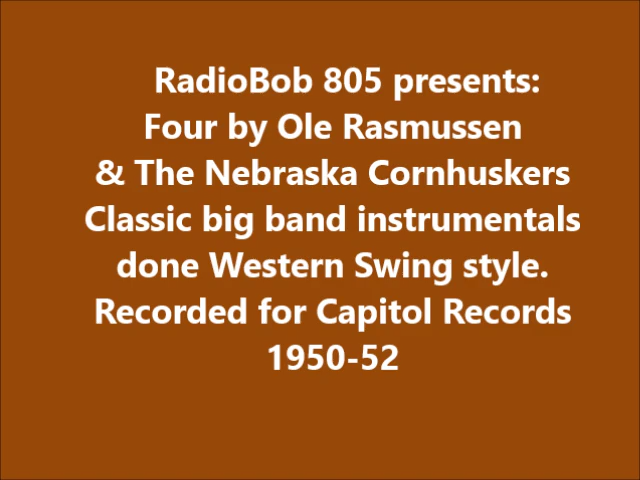 RadioBob 805 presents:
Four by Ole Rasmussen
& The Nebraska Cornhuskers
Classic big band instrumentals
done Western Swing style.
Recorded for Capitol Records
1950-52